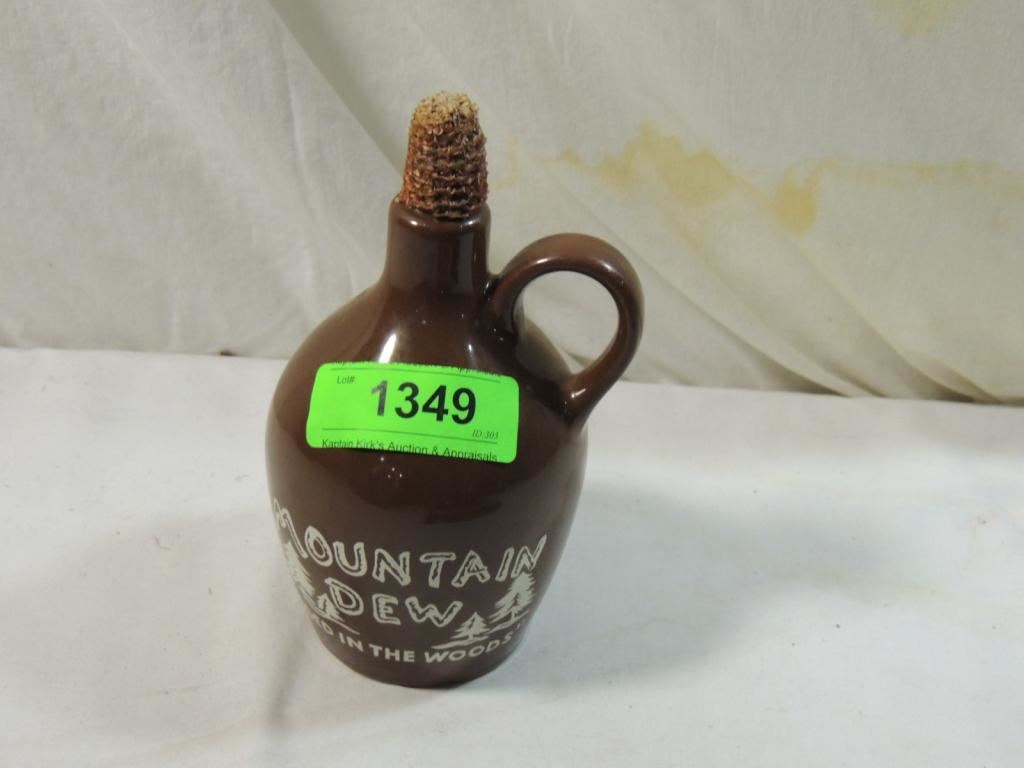 Lot#:
1349
ID:303
Kaptain Kirk's Auction & Appraisals
MOUNTAIN
DEW
IN THE WOODS"